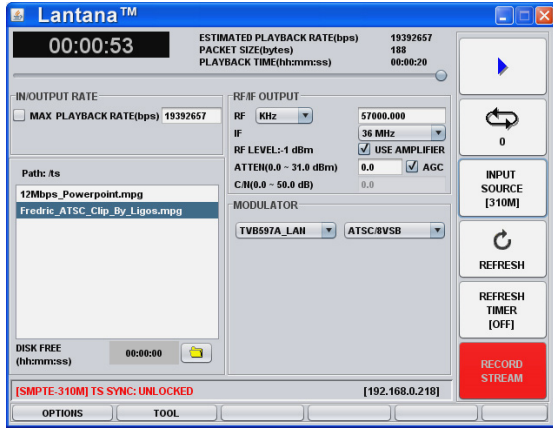 Lantana™
00:00:53
ESTIMATED PLAYBACK RATE(bps) 19392657
PACKET SIZE(bytes) 188
PLAYBACK TIME(hh:mm:ss) 00:00:20
IN/OUTPUT RATE
MAX PLAYBACK RATE(bps) 19392657
RF/IF OUTPUT
RF KHz 57000.000
IF 36 MHz
RF LEVEL:-1 dBm USE AMPLIFIER
ATTEN(0.0 ~ 31.0 dBm) 0.0 AGC
C/N(0.0 ~ 50.0 dB) 0.0
MODULATOR
TVB597A_LAN ATSC/8VSB
Path: /ts
12Mbps_Powerpoint.mpg
Fredric_ATSC_Clip_By_Ligos.mpg
DISK FREE
(hh:mm:ss) 00:00:00
0
INPUT
SOURCE
[310M]
REFRESH
REFRESH
TIMER
[OFF]
RECORD
STREAM
[SMPTE-310M] TS SYNC: UNLOCKED [192.168.0.218]
OPTIONS TOOL